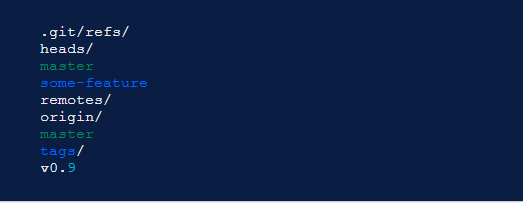 .git/refs/
heads/
master
some-feature
remotes/
origin/
master
tags/
v0.9